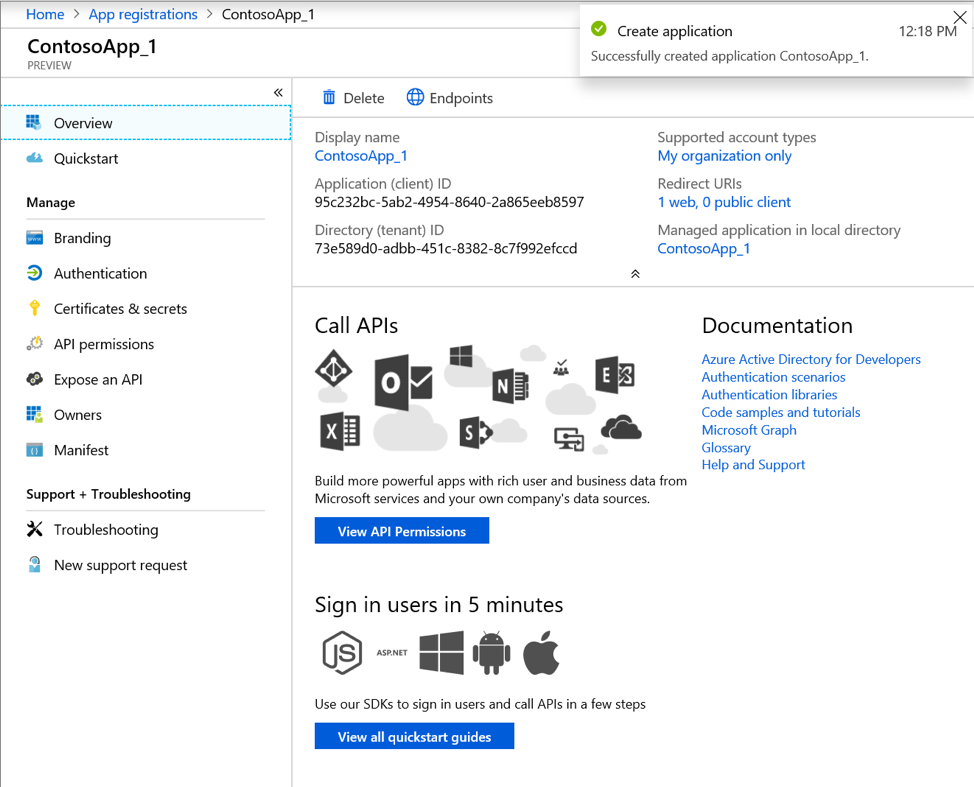 Home > App registrations > ContosoApp_1
Create application 12:18 PM
Successfully created application ContosoApp_1.
ContosoApp_1
PREVIEW
Overview
Quickstart
Manage
Branding
Authentication
Certificates & secrets
API permissions
Expose an API
Owners
Manifest
Support + Troubleshooting
Troubleshooting
New support request
Delete Endpoints
Display name
ContosoApp_1
Application (client) ID
95c232bc-5ab2-4954-8640-2a865eeb8597
Directory (tenant) ID
73e589d0-adbb-451c-8382-8c7f992efccd
Supported account types
My organization only
Redirect URIs
1 web, 0 public client
Managed application in local directory
ContosoApp_1
Call APIs
O
N
E
X
S
Build more powerful apps with rich user and business data from
Microsoft services and your own company's data sources.
View API Permissions
Documentation
Azure Active Directory for Developers
Authentication scenarios
Authentication libraries
Code samples and tutorials
Microsoft Graph
Glossary
Help and Support
Sign in users in 5 minutes
JS ASP.NET
Use our SDKs to sign in users and call APIs in a few steps
View all quickstart guides